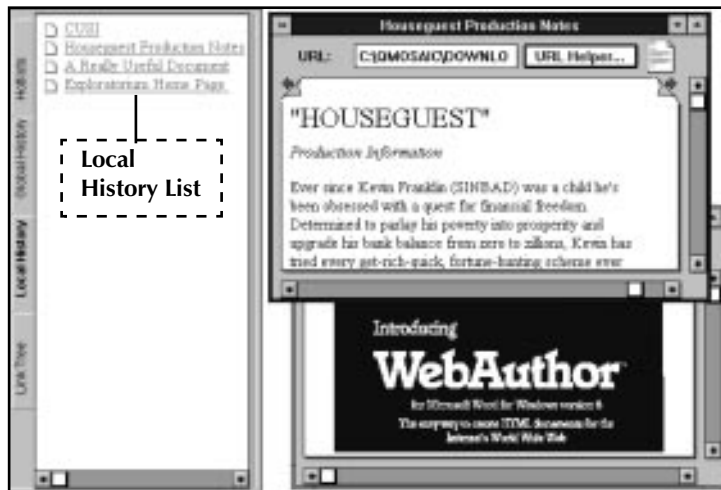 CUSI
Houseguest Production Notes
A Really Useful Document
Exploratorium Home Page
Local
History List
Hotlists
Global History
Local History
Link Tree
Houseguest Production Notes
URL: C:\QMOSAIC\DOWNLO URL Helper...
"HOUSEGUEST"
Production Information
Ever since Kevin Franklin (SINBAD) was a child he's
been obsessed with a quest for financial freedom.
Determined to parlay his poverty into prosperity and
upgrade his bank balance from zero to zillions, Kevin has
tried every get-rich-quick, fortune-hunting scheme ever
Introducing
WebAuthor
for Microsoft Word for Windows version 6
The easy way to create HTML documents for the
Internet's World Wide Web